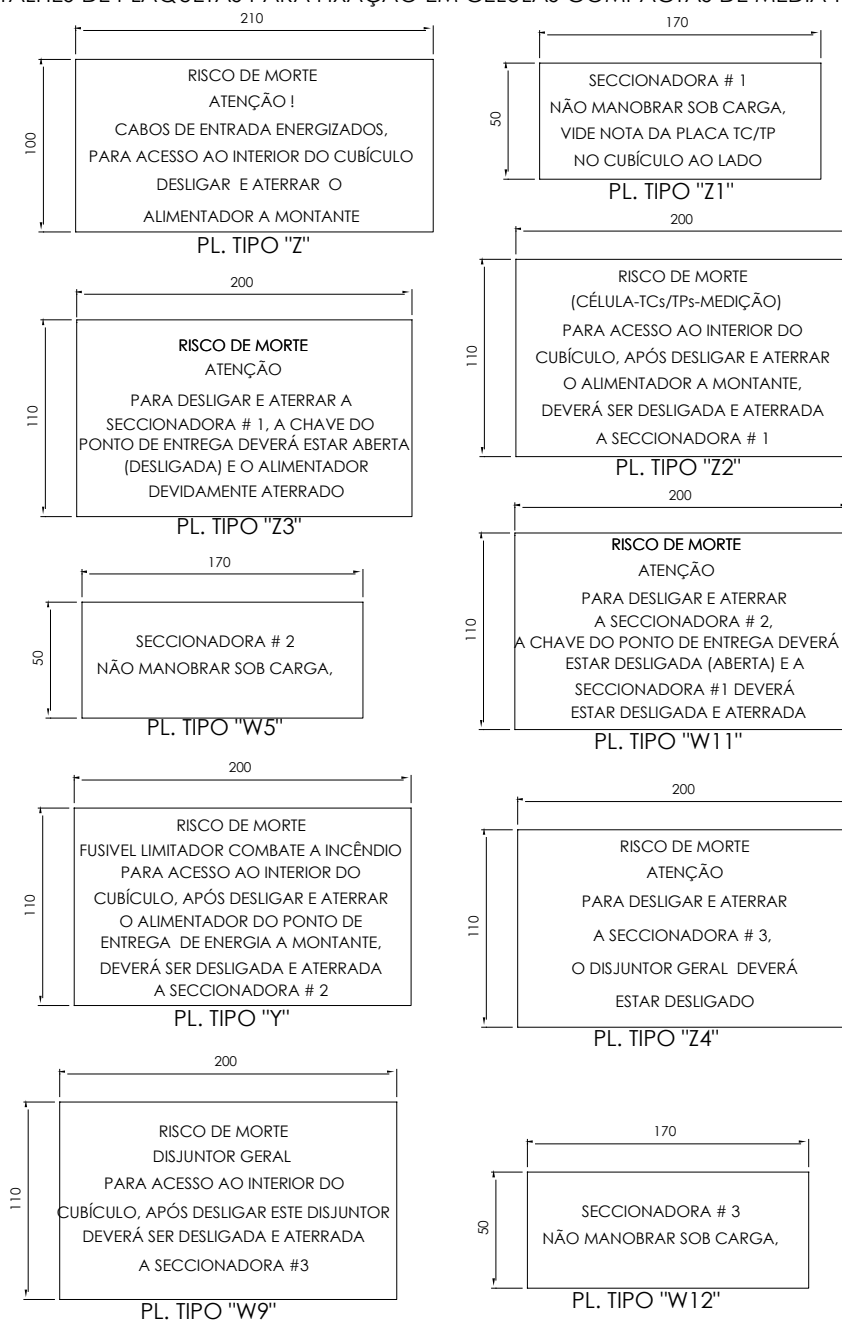 TALHES DE PLAQUETAS PARA FIXAÇÃO EM CÉLULAS COMPACTAS DE MÉDIA
210
100
RISCO DE MORTE
ATENÇÃO !
CABOS DE ENTRADA ENERGIZADOS,
PARA ACESSO AO INTERIOR DO CUBÍCULO
DESLIGAR E ATERRAR O
ALIMENTADOR A MONTANTE
PL. TIPO "Z"
170
50
SECCIONADORA # 1
NÃO MANOBRAR SOB CARGA,
VIDE NOTA DA PLACA TC/TP
NO CUBÍCULO AO LADO
PL. TIPO "Z1"
200
110
RISCO DE MORTE
ATENÇÃO
PARA DESLIGAR E ATERRAR A
SECCIONADORA # 1, A CHAVE DO
PONTO DE ENTREGA DEVERÁ ESTAR ABERTA
(DESLIGADA) E O ALIMENTADOR
DEVIDAMENTE ATERRADO
PL. TIPO "Z3"
200
110
RISCO DE MORTE
(CÉLULA-TCs/TPs-MEDIÇÃO)
PARA ACESSO AO INTERIOR DO
CUBÍCULO, APÓS DESLIGAR E ATERRAR
O ALIMENTADOR A MONTANTE,
DEVERÁ SER DESLIGADA E ATERRADA
A SECCIONADORA # 1
PL. TIPO "Z2"
170
50
SECCIONADORA # 2
NÃO MANOBRAR SOB CARGA,
PL. TIPO "W5"
200
110
RISCO DE MORTE
ATENÇÃO
PARA DESLIGAR E ATERRAR
A SECCIONADORA # 2,
A CHAVE DO PONTO DE ENTREGA DEVERÁ
ESTAR DESLIGADA (ABERTA) E A
SECCIONADORA #1 DEVERÁ
ESTAR DESLIGADA E ATERRADA
PL. TIPO "W11"
200
110
RISCO DE MORTE
FUSIVEL LIMITADOR COMBATE A INCÊNDIO
PARA ACESSO AO INTERIOR DO
CUBÍCULO, APÓS DESLIGAR E ATERRAR
O ALIMENTADOR DO PONTO DE
ENTREGA DE ENERGIA A MONTANTE,
DEVERÁ SER DESLIGADA E ATERRADA
A SECCIONADORA # 2
PL. TIPO "Y"
200
110
RISCO DE MORTE
ATENÇÃO
PARA DESLIGAR E ATERRAR
A SECCIONADORA # 3,
O DISJUNTOR GERAL DEVERÁ
ESTAR DESLIGADO
PL. TIPO "Z4"
200
110
RISCO DE MORTE
DISJUNTOR GERAL
PARA ACESSO AO INTERIOR DO
CUBÍCULO, APÓS DESLIGAR ESTE DISJUNTOR
DEVERÁ SER DESLIGADA E ATERRADA
A SECCIONADORA #3
PL. TIPO "W9"
170
50
SECCIONADORA # 3
NÃO MANOBRAR SOB CARGA,
PL. TIPO "W12"